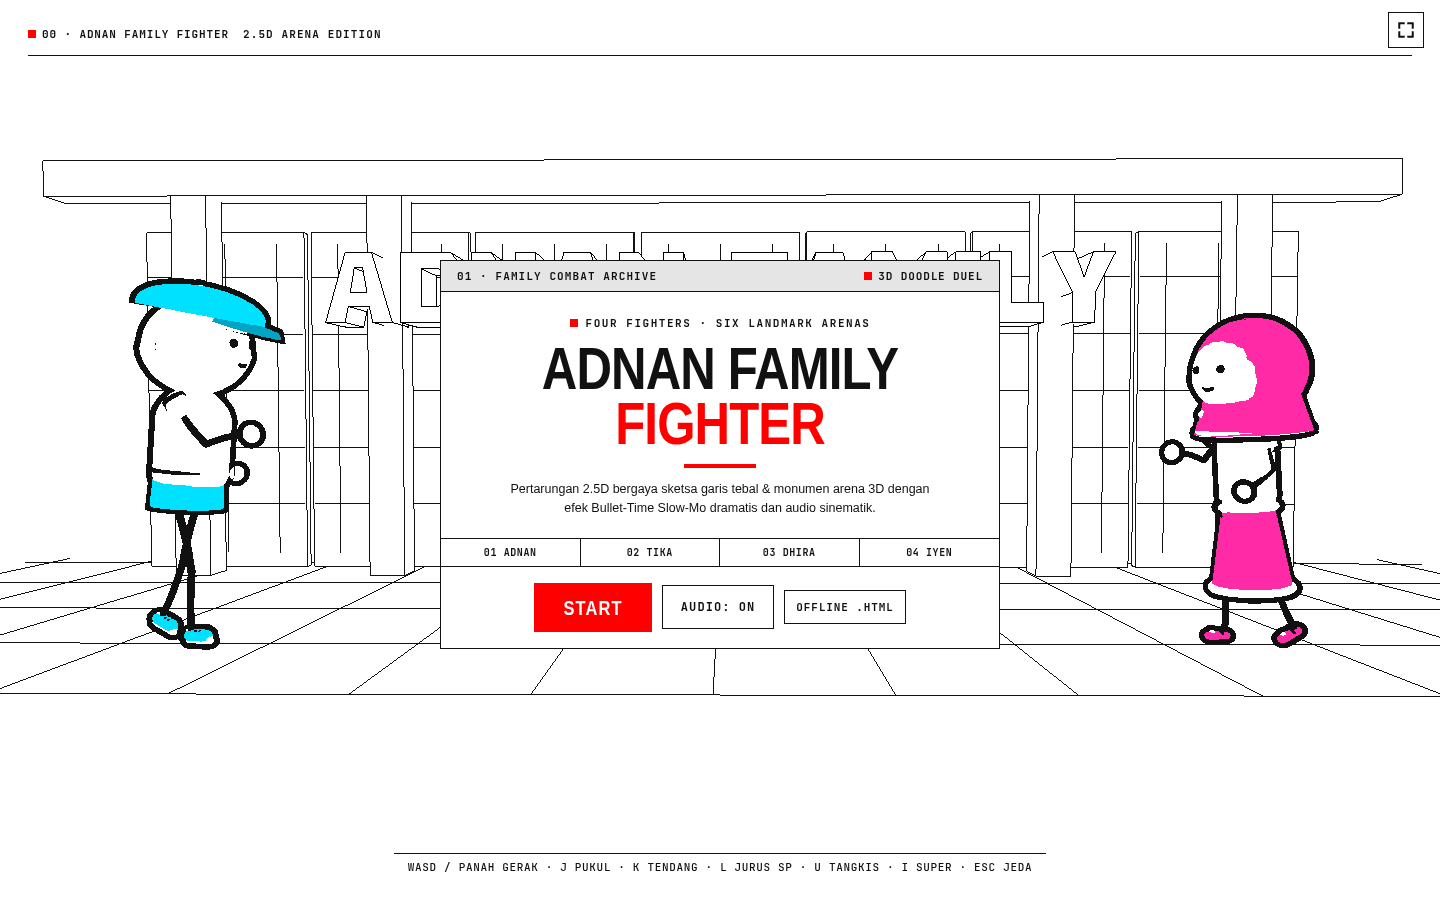 00 · ADNAN FAMILY FIGHTER 2.5D ARENA EDITION
01 · FAMILY COMBAT ARCHIVE
3D DOODLE DUEL
FOUR FIGHTERS · SIX LANDMARK ARENAS
ADNAN FAMILY
FIGHTER
Pertarungan 2.5D bergaya sketsa garis tebal & monumen arena 3D dengan
efek Bullet-Time Slow-Mo dramatis dan audio sinematik.
01 ADNAN
02 TIKA
03 DHIRA
04 IYEN
START
AUDIO: ON
OFFLINE .HTML
WASD / PANAH GERAK · J PUKUL · K TENDANG · L JURUS SP · U TANGKIS · I SUPER · ESC JEDA